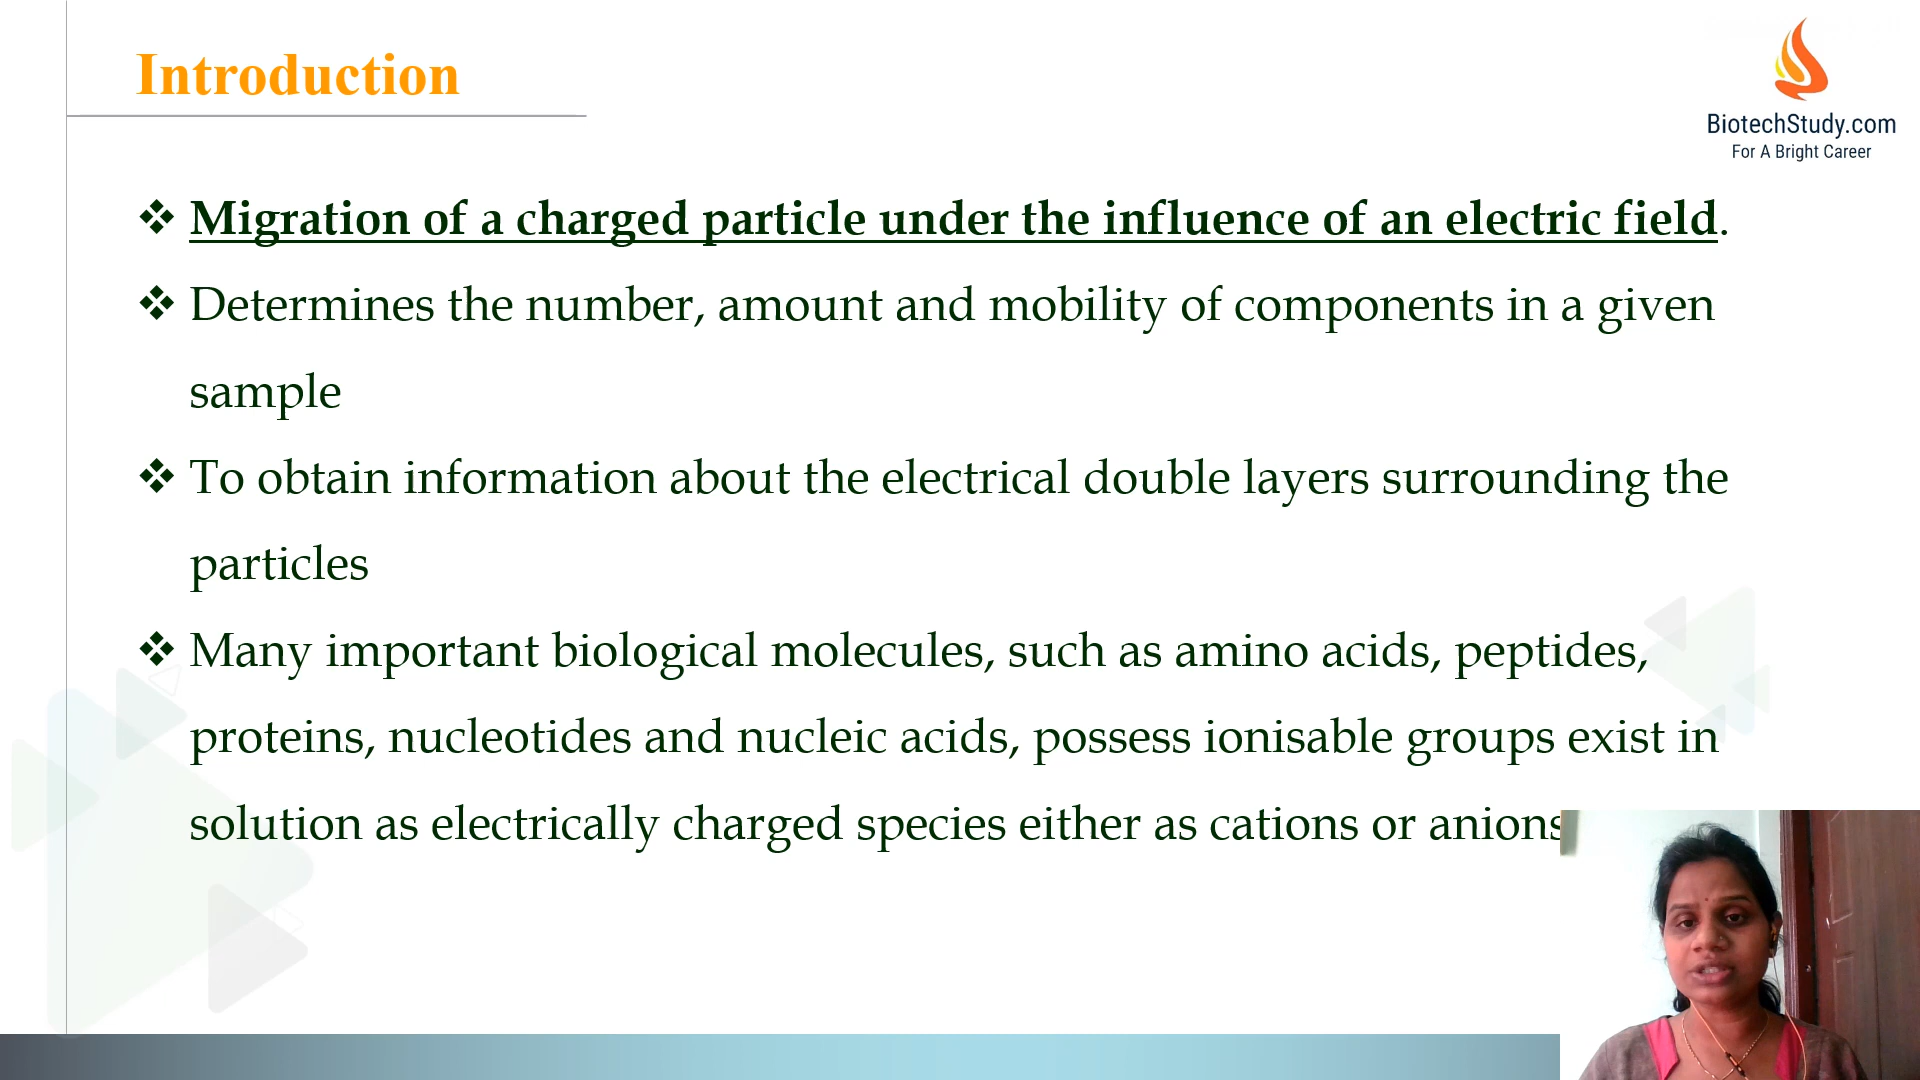 Introduction
BiotechStudy.com
For A Bright Career
Migration of a charged particle under the influence of an electric field.
Determines the number, amount and mobility of components in a given
sample
To obtain information about the electrical double layers surrounding the
particles
Many important biological molecules, such as amino acids, peptides,
proteins, nucleotides and nucleic acids, possess ionisable groups exist in
solution as electrically charged species either as cations or anions